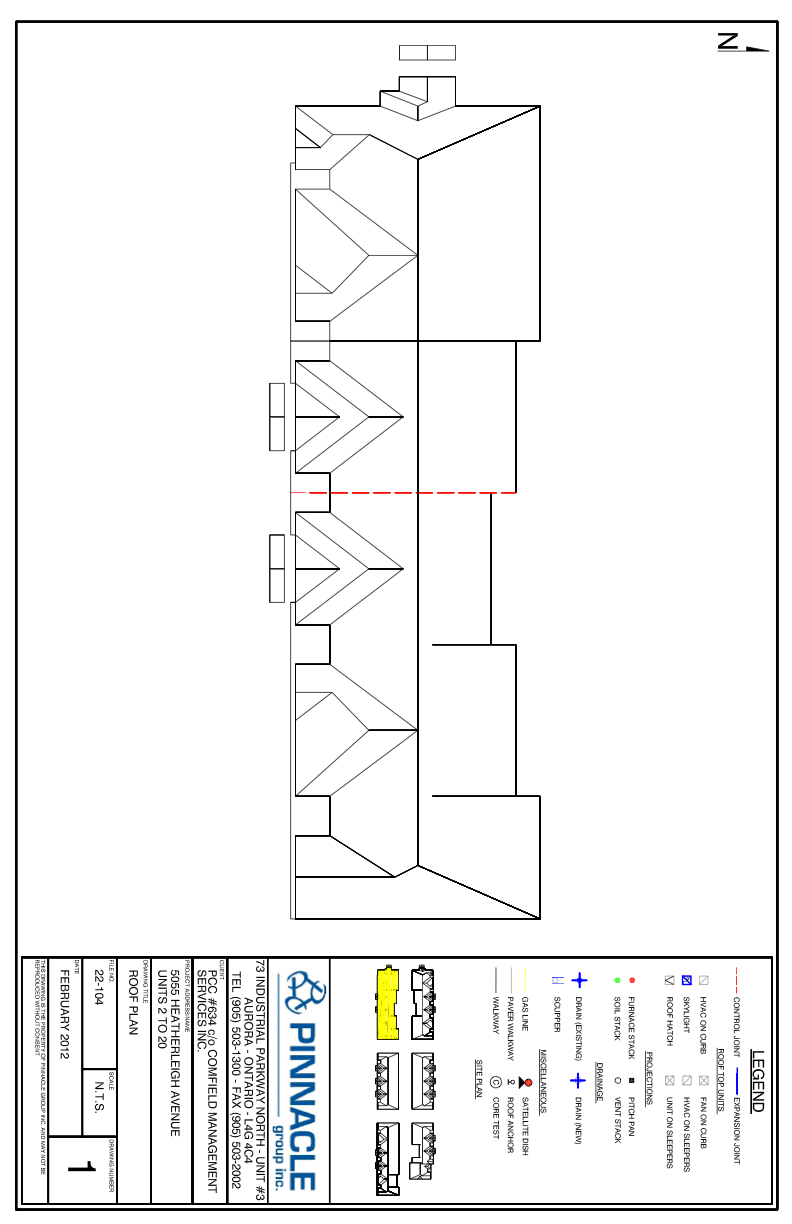 N
LEGEND
CONTROL JOINT
EXPANSION JOINT
ROOF TOP UNITS
HVAC ON CURB
FAN ON CURB
SKYLIGHT
HVAC ON SLEEPERS
ROOF HATCH
UNIT ON SLEEPERS
PROJECTIONS
FURNACE STACK
PITCH PAN
SOIL STACK
VENT STACK
DRAINAGE
DRAIN (EXISTING)
DRAIN (NEW)
SCUPPER
MISCELLANEOUS
GAS LINE
SATELLITE DISH
PAVER WALKWAY
ROOF ANCHOR
WALKWAY
C CORE TEST
SITE PLAN
PINNACLE
group inc.
73 INDUSTRIAL PARKWAY NORTH - UNIT #3
AURORA - ONTARIO - L4G 4C4
TEL (905) 503-1300 - FAX (905) 503-2002
CLIENT
PCC #634 c/o COMFIELD MANAGEMENT
SERVICES INC.
PROJECT ADDRESS/NAME
5055 HEATHERLEIGH AVENUE
UNITS 2 TO 20
DRAWING TITLE
ROOF PLAN
FILE NO.
22-104
SCALE
N.T.S.
DRAWING NUMBER
1
DATE
FEBRUARY 2012
THIS DRAWING IS THE PROPERTY OF PINNACLE GROUP INC. AND MAY NOT BE
REPRODUCED WITHOUT CONSENT